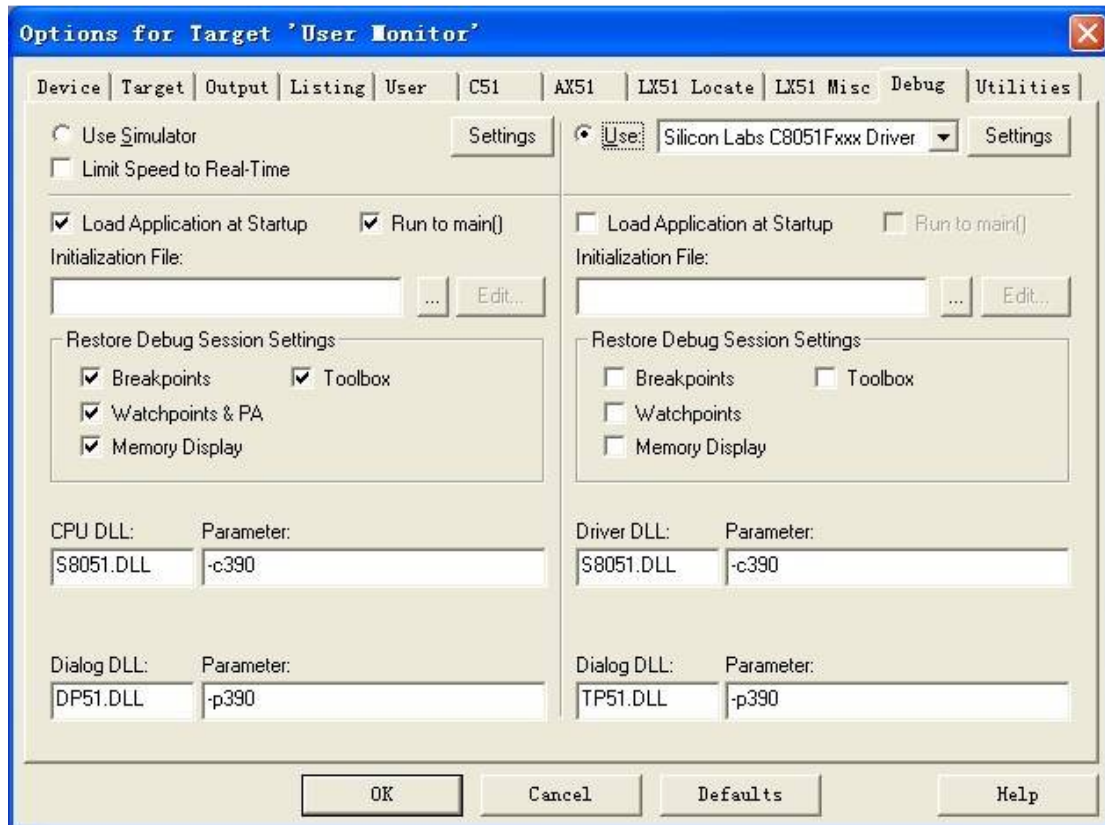 Options for Target 'User Monitor'
Device Target Output Listing User C51 AX51 LX51 Locate LX51 Misc Debug Utilities
Use Simulator Settings Use: Silicon Labs C8051Fxxx Driver Settings
Limit Speed to Real-Time
Load Application at Startup Run to main() Load Application at Startup Run to main()
Initialization File: Initialization File:
... Edit... ... Edit...
Restore Debug Session Settings Restore Debug Session Settings
Breakpoints Toolbox Breakpoints Toolbox
Watchpoints & PA Watchpoints
Memory Display Memory Display
CPU DLL: Parameter: Driver DLL: Parameter:
S8051.DLL -c390 S8051.DLL -c390
Dialog DLL: Parameter: Dialog DLL: Parameter:
DP51.DLL -p390 TP51.DLL -p390
OK Cancel Defaults Help